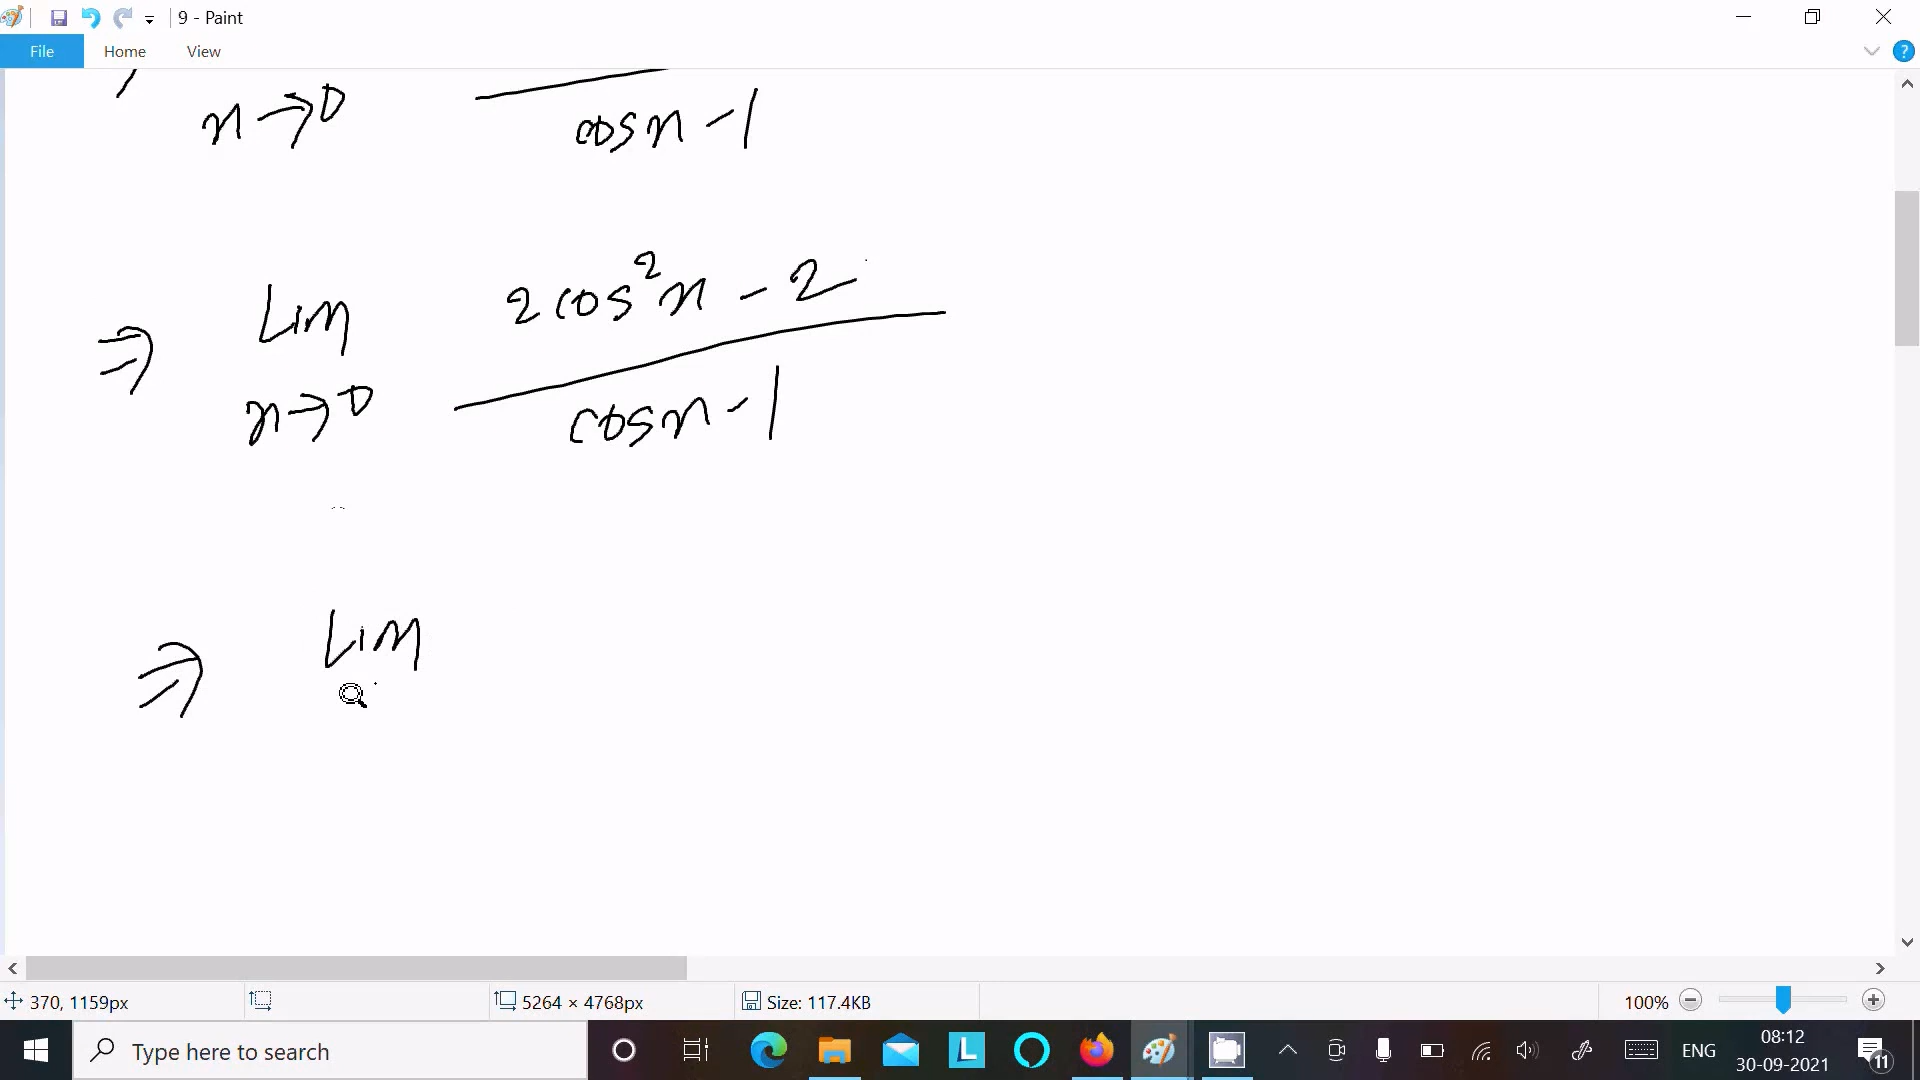 9 - Paint
File Home View
x→0 cosx - 1
⇒ Lim 2cos²x - 2
x→0 cosx - 1
⇒ Lim
370, 1159px 5264 × 4768px Size: 117.4KB 100%
Type here to search L ENG 08:12
30-09-2021 11